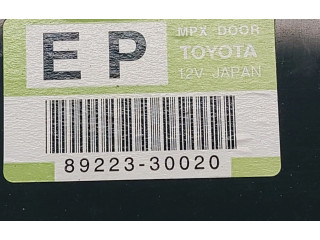 EP
MPX DOOR
TOYOTA
12V JAPAN
89223-30020